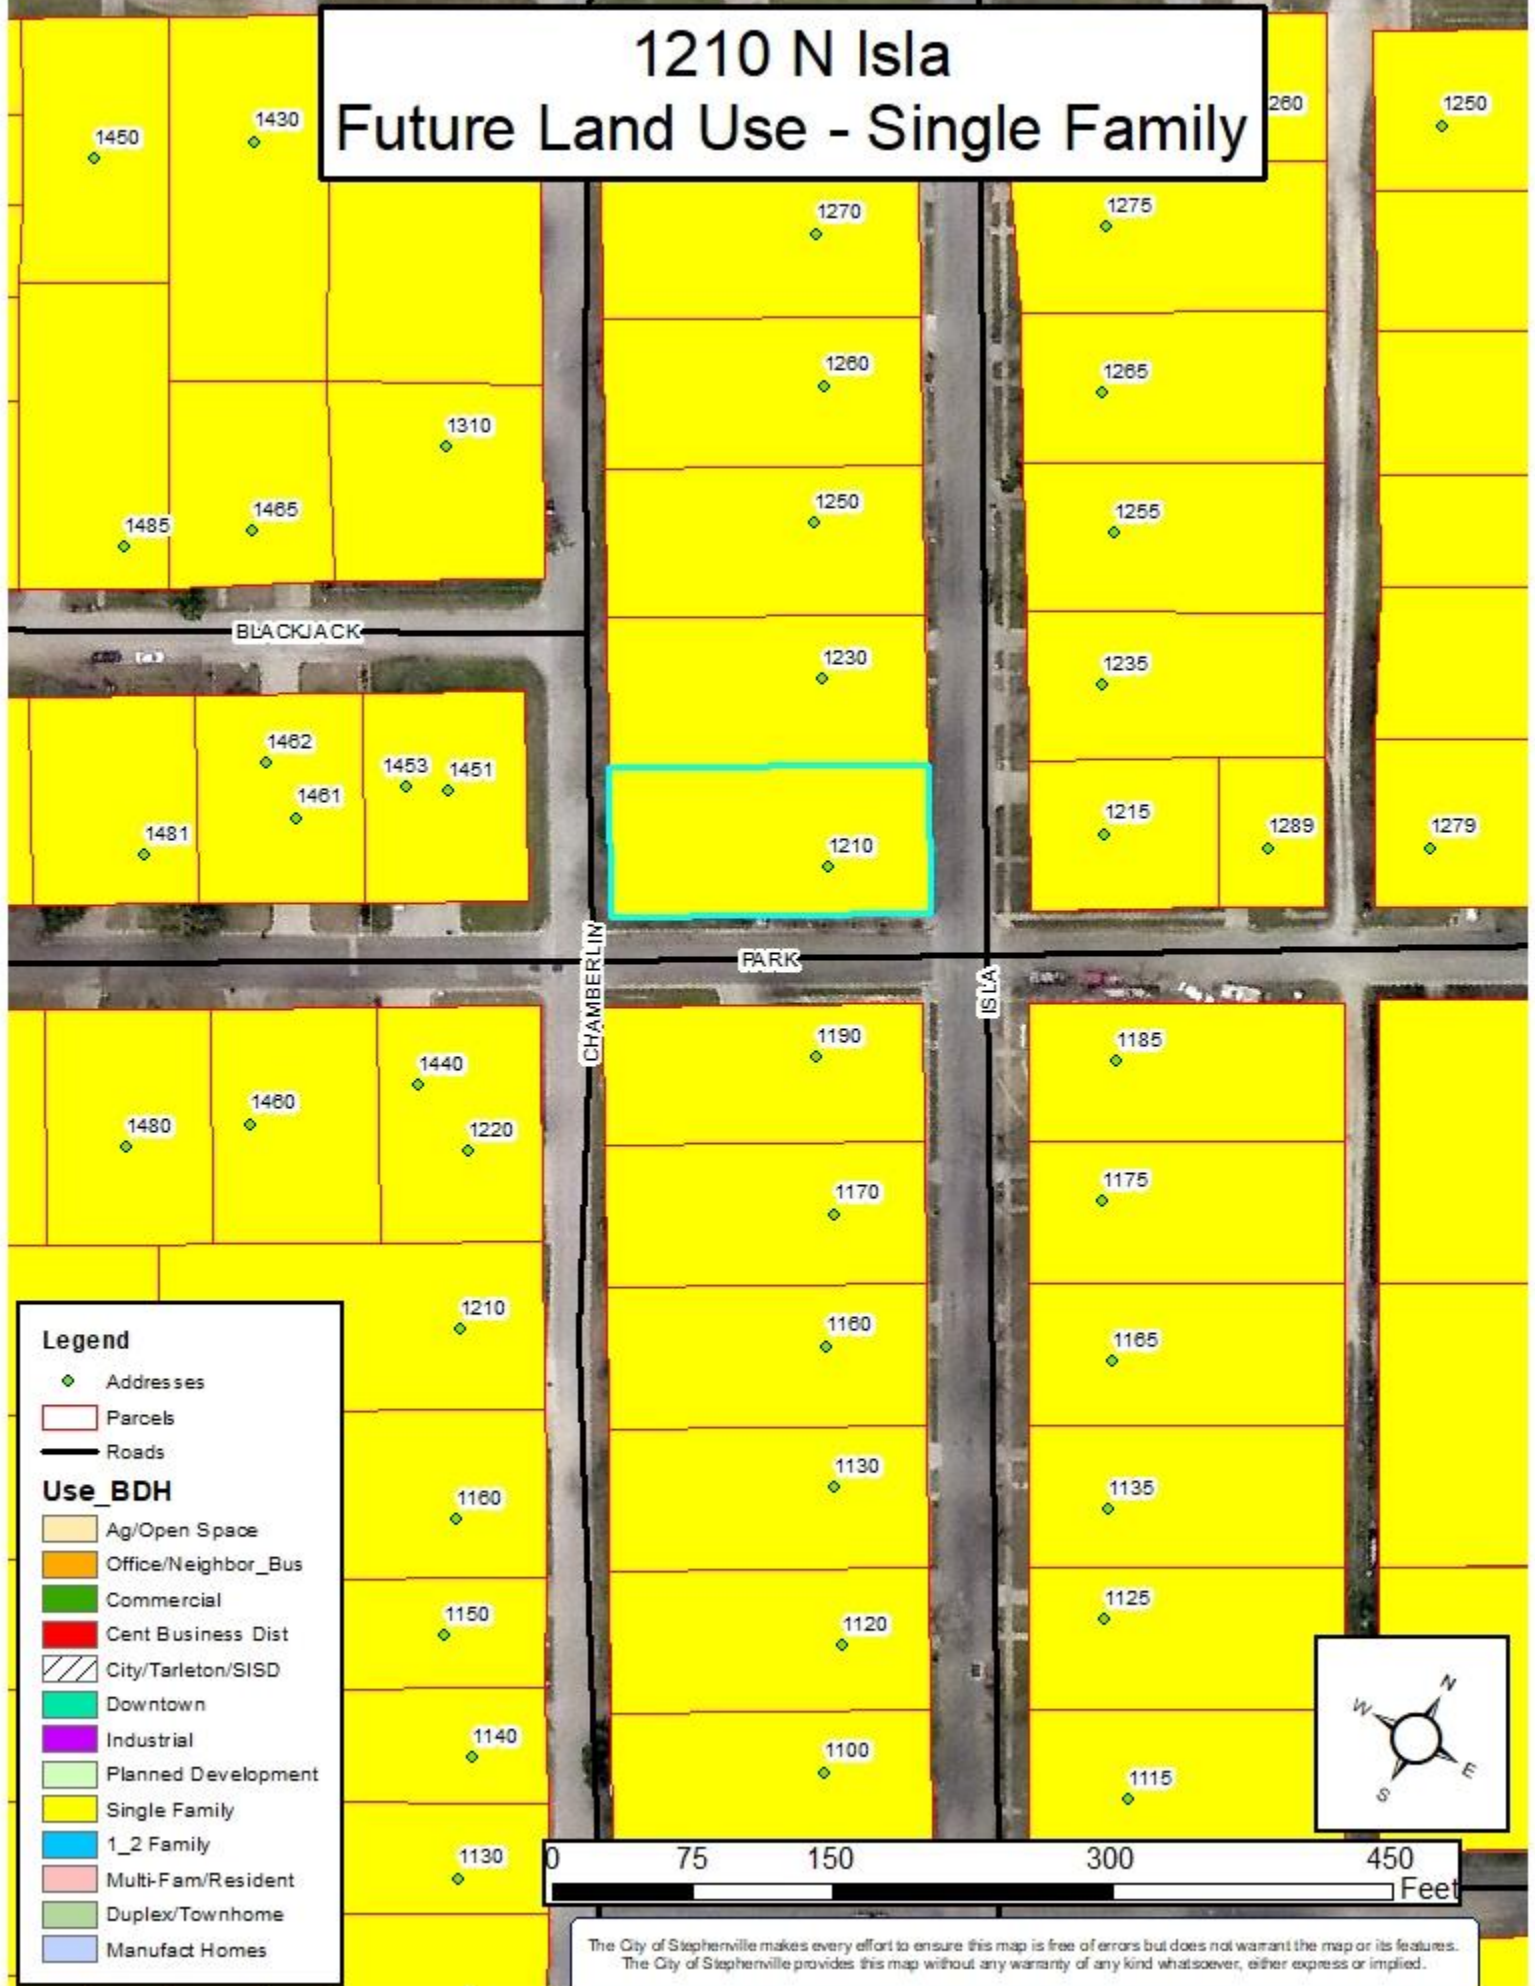 1210 N Isla
Future Land Use - Single Family
1450
1430
260
1250
1270
1275
1260
1265
1310
1250
1255
1485
1465
BLACKJACK
1230
1235
1462
1453
1451
1461
1481
1210
1215
1289
1279
CHAMBERLIN
PARK
ISLA
1190
1185
1440
1460
1480
1220
1170
1175
1210
1160
1165
1160
1130
1135
1150
1120
1125
1140
1100
1115
1130
Legend
Addresses
Parcels
Roads
Use_BDH
Ag/Open Space
Office/Neighbor_Bus
Commercial
Cent Business Dist
City/Tarleton/SISD
Downtown
Industrial
Planned Development
Single Family
1_2 Family
Multi-Fam/Resident
Duplex/Townhome
Manufact Homes
N
W
E
S
0 75 150 300 450
Feet
The City of Stephenville makes every effort to ensure this map is free of errors but does not warrant the map or its features.
The City of Stephenville provides this map without any warranty of any kind whatsoever, either express or implied.